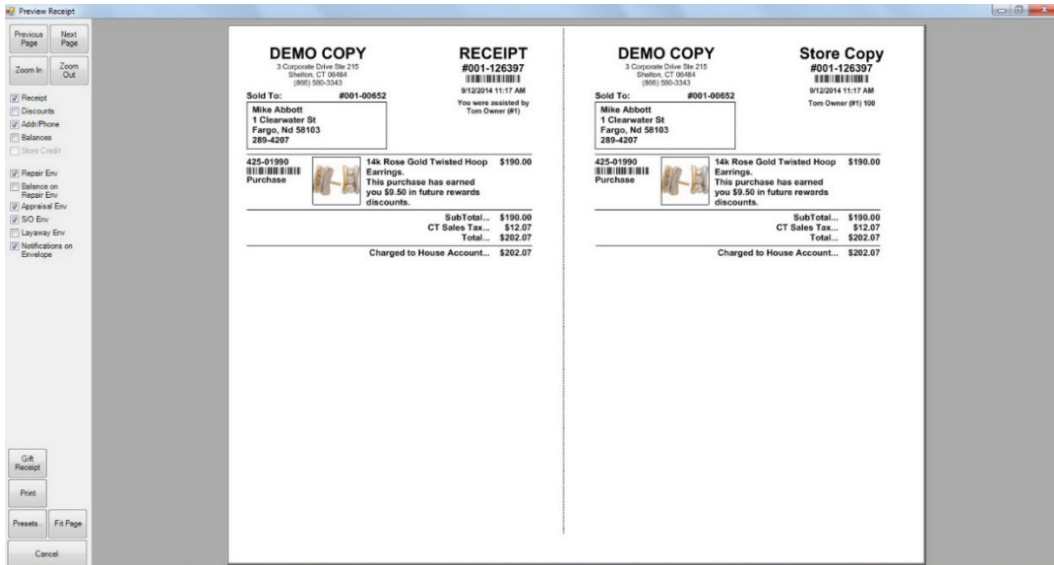 Preview Receipt
Previous Page
Next Page
Zoom In
Zoom Out
Receipt
Discounts
Addr/Phone
Balances
Store Credit
Repair Env
Balance on
Repair Env
Appraisal Env
S/O Env
Layaway Env
Notifications on
Envelope
Gift Receipt
Print
Presets...
Fit Page
Cancel
DEMO COPY
3 Corporate Drive Ste 215
Shelton, CT 06484
(866) 580-3343
RECEIPT
#001-126397
9/12/2014 11:17 AM
You were assisted by
Tom Owner (#1)
Sold To: #001-00652
Mike Abbott
1 Clearwater St
Fargo, Nd 58103
289-4207
425-01990
Purchase
14k Rose Gold Twisted Hoop $190.00
Earrings.
This purchase has earned
you $9.50 in future rewards
discounts.
SubTotal... $190.00
CT Sales Tax... $12.07
Total... $202.07
Charged to House Account... $202.07
DEMO COPY
3 Corporate Drive Ste 215
Shelton, CT 06484
(866) 580-3343
Store Copy
#001-126397
9/12/2014 11:17 AM
Tom Owner (#1) 100
Sold To: #001-00652
Mike Abbott
1 Clearwater St
Fargo, Nd 58103
289-4207
425-01990
Purchase
14k Rose Gold Twisted Hoop $190.00
Earrings.
This purchase has earned
you $9.50 in future rewards
discounts.
SubTotal... $190.00
CT Sales Tax... $12.07
Total... $202.07
Charged to House Account... $202.07